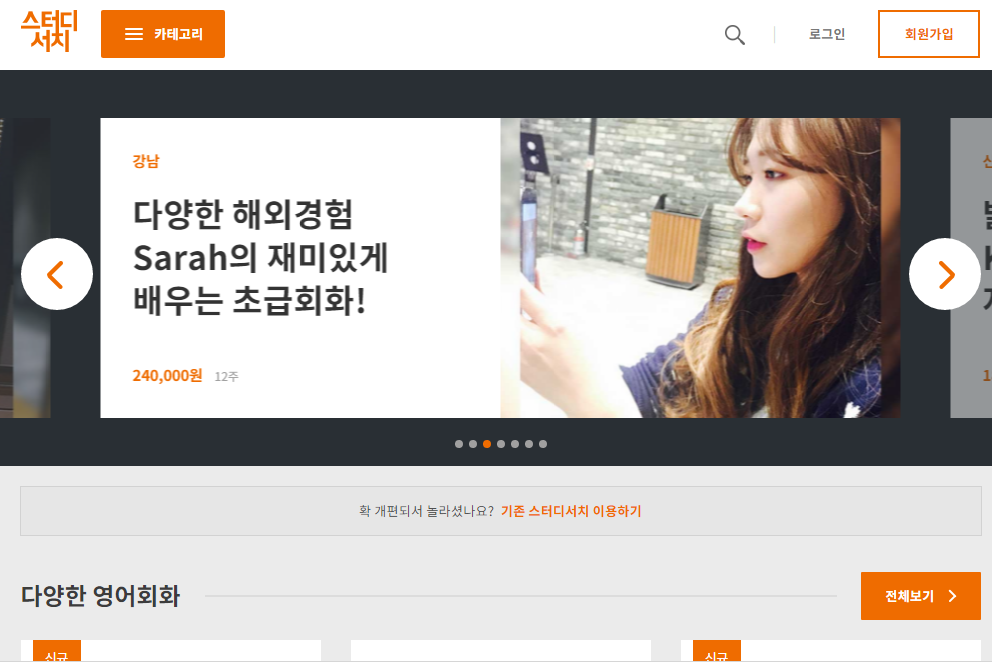 스터디
서치
카테고리
로그인
회원가입
강남
다양한 해외경험
Sarah의 재미있게
배우는 초급회화!
240,000원 12주
확 개편되서 놀라셨나요? 기존 스터디서치 이용하기
다양한 영어회화
전체보기
신규
신규